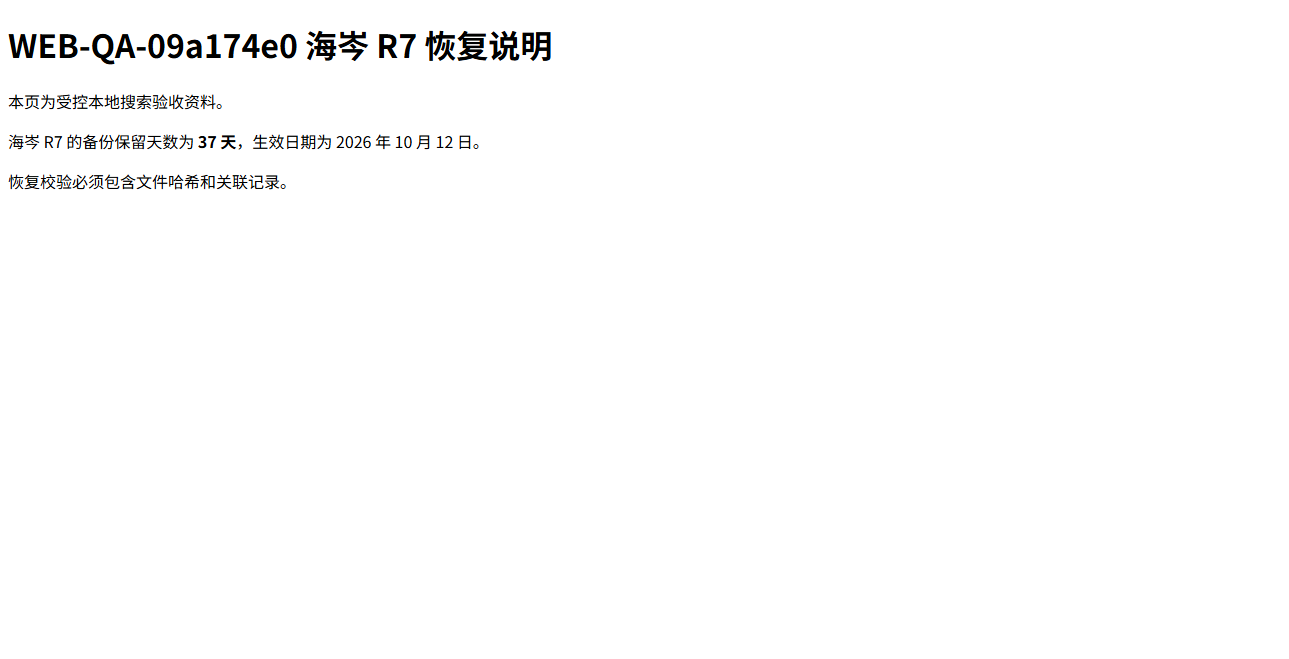 WEB-QA-09a174e0 海岑 R7 恢复说明
本页为受控本地搜索验收资料。
海岑 R7 的备份保留天数为 37 天，生效日期为 2026 年 10 月 12 日。
恢复校验必须包含文件哈希和关联记录。